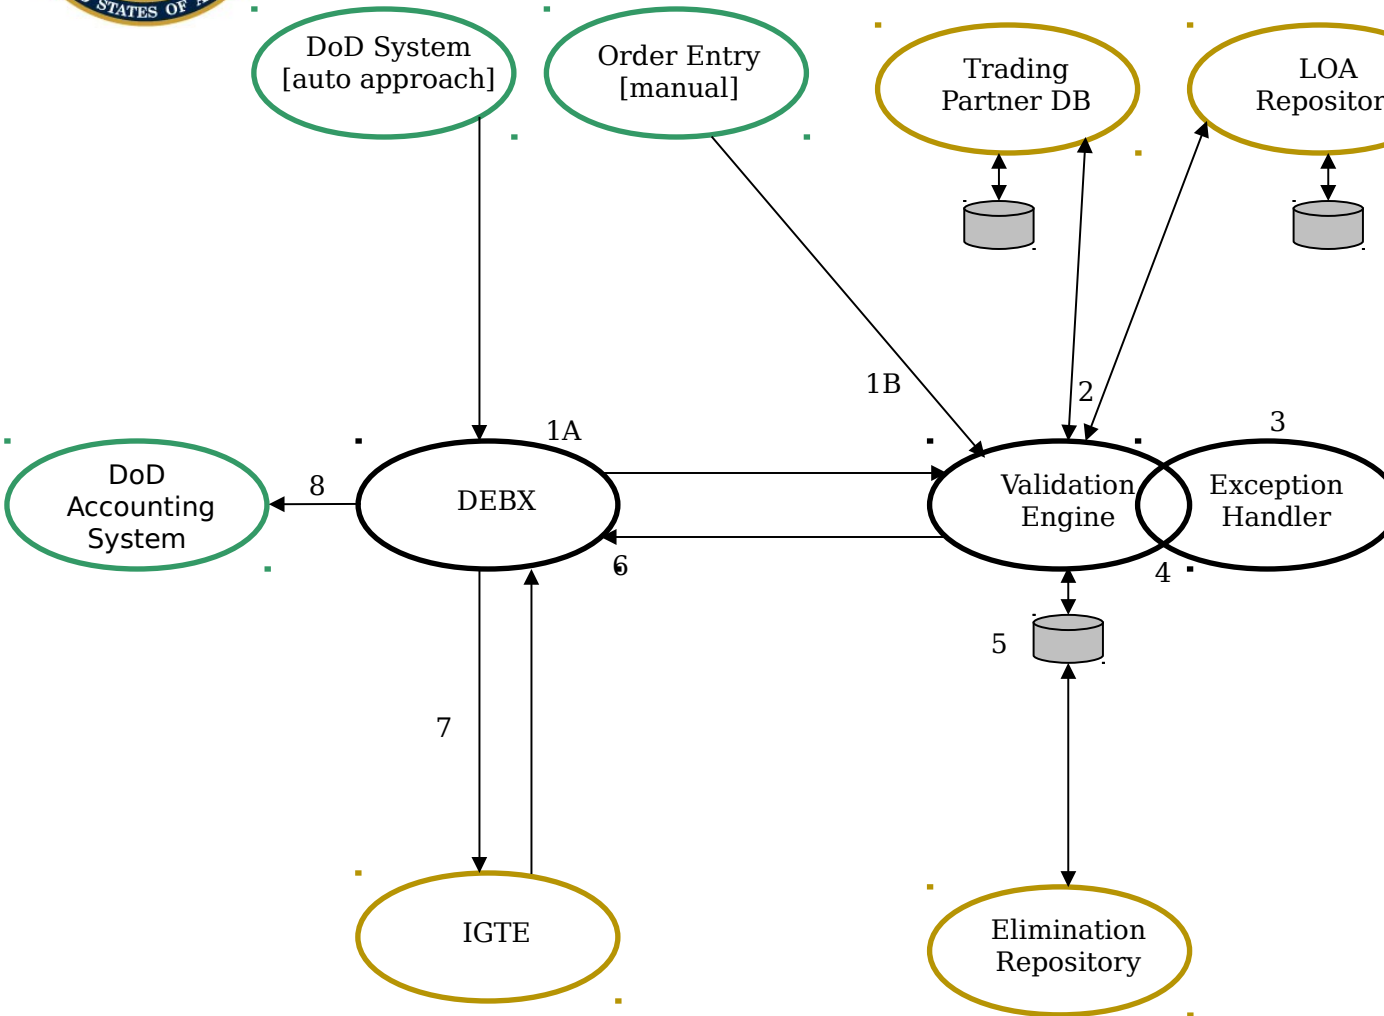 STATES OF
DoD System
[auto approach]
Order Entry
[manual]
Trading
Partner DB
LOA
Repositor
1B
2
1A
3
DoD
Accounting
System
8
DEBX
Validation
Engine
Exception
Handler
6
4
5
7
IGTE
Elimination
Repository